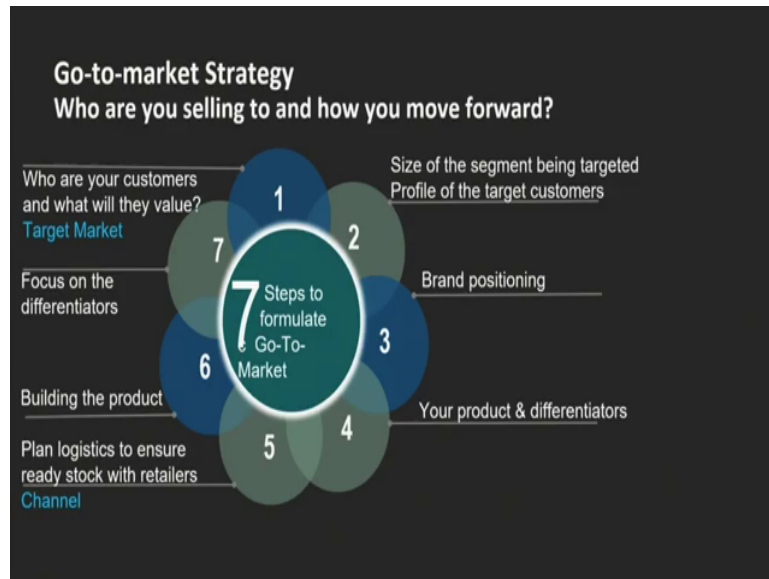 Go-to-market Strategy
Who are you selling to and how you move forward?
1
Who are your customers
and what will they value?
Target Market
2
Size of the segment being targeted
Profile of the target customers
3
Brand positioning
4
Your product & differentiators
5
Plan logistics to ensure
ready stock with retailers
Channel
6
Building the product
7
Focus on the
differentiators
7 Steps to
formulate
e Go-To-
Market